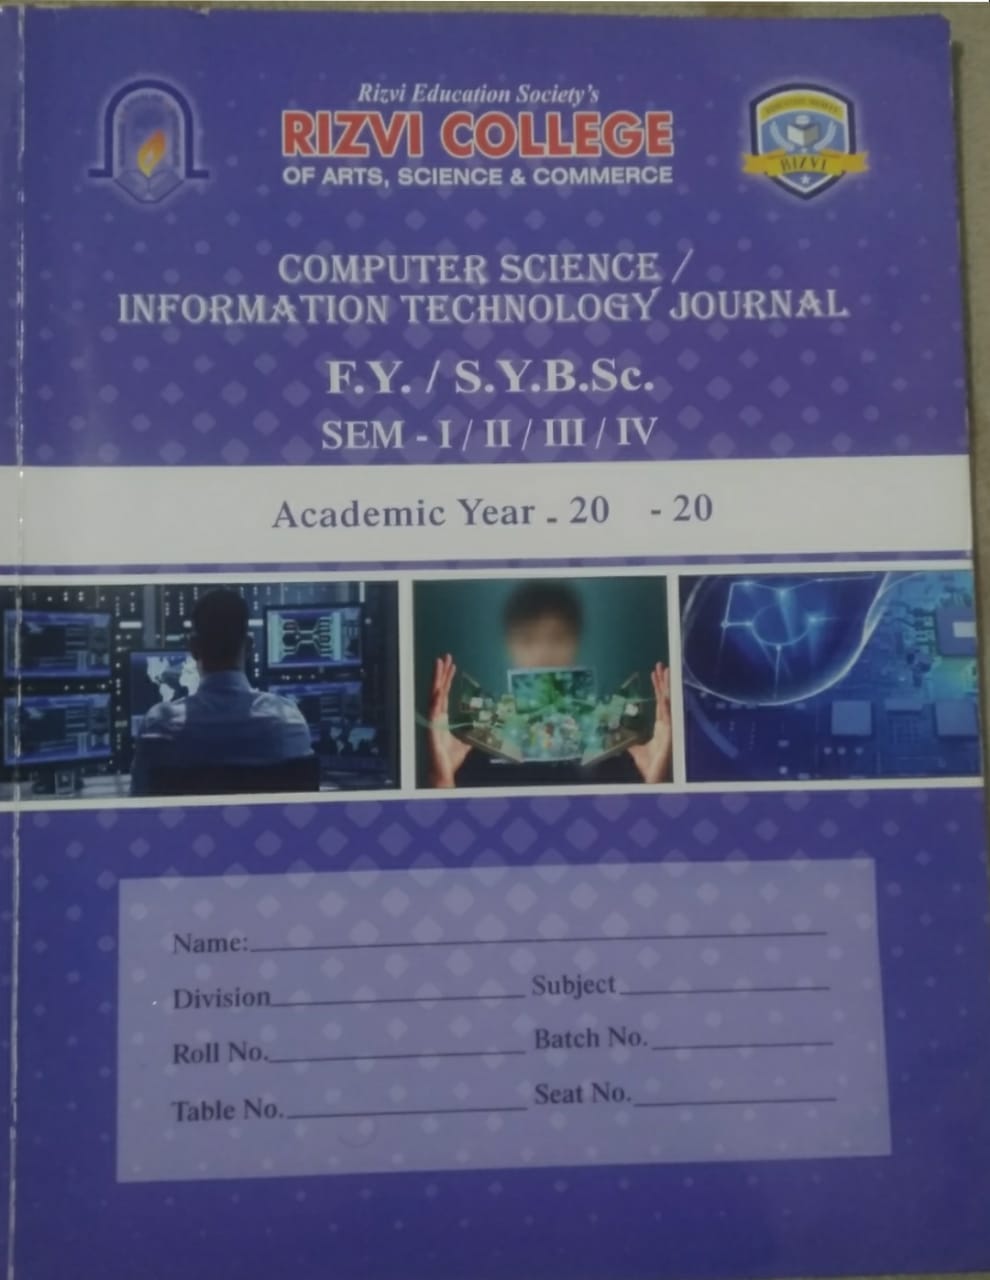 Rizvi Education Society's
RIZVI COLLEGE
OF ARTS, SCIENCE & COMMERCE
RIZVI
COMPUTER SCIENCE /
INFORMATION TECHNOLOGY JOURNAL
F.Y. / S.Y.B.Sc.
SEM - I / II / III / IV
Academic Year - 20 - 20
Name:
Division Subject
Roll No. Batch No.
Table No. Seat No.